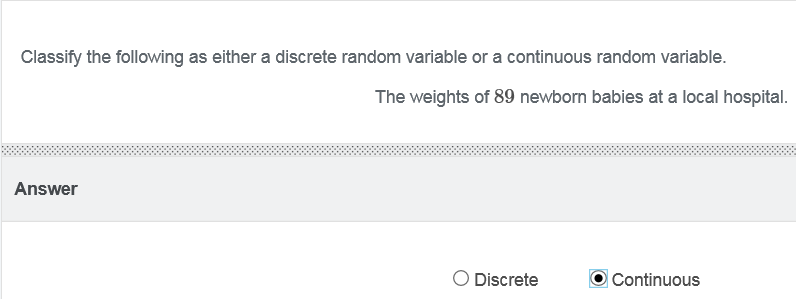 Classify the following as either a discrete random variable or a continuous random variable.
The weights of 89 newborn babies at a local hospital.
Answer
Discrete Continuous